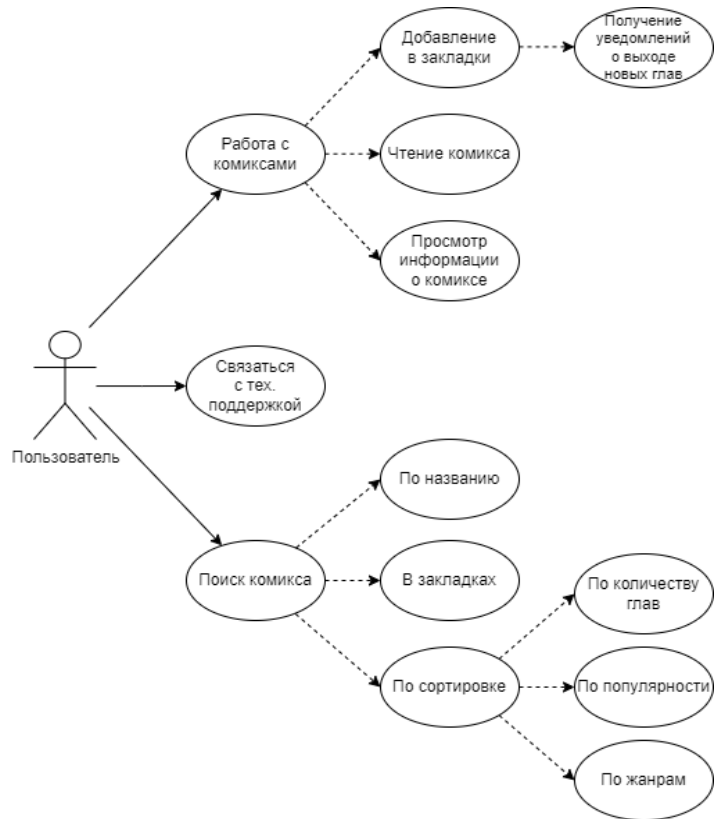 Добавление
в закладки
Получение
уведомлений
о выходе
новых глав
Работа с
комиксами
Чтение комикса
Просмотр
информации
о комиксе
Связаться
с тех.
поддержкой
Пользователь
По названию
Поиск комикса
В закладках
По количеству
глав
По сортировке
По популярности
По жанрам